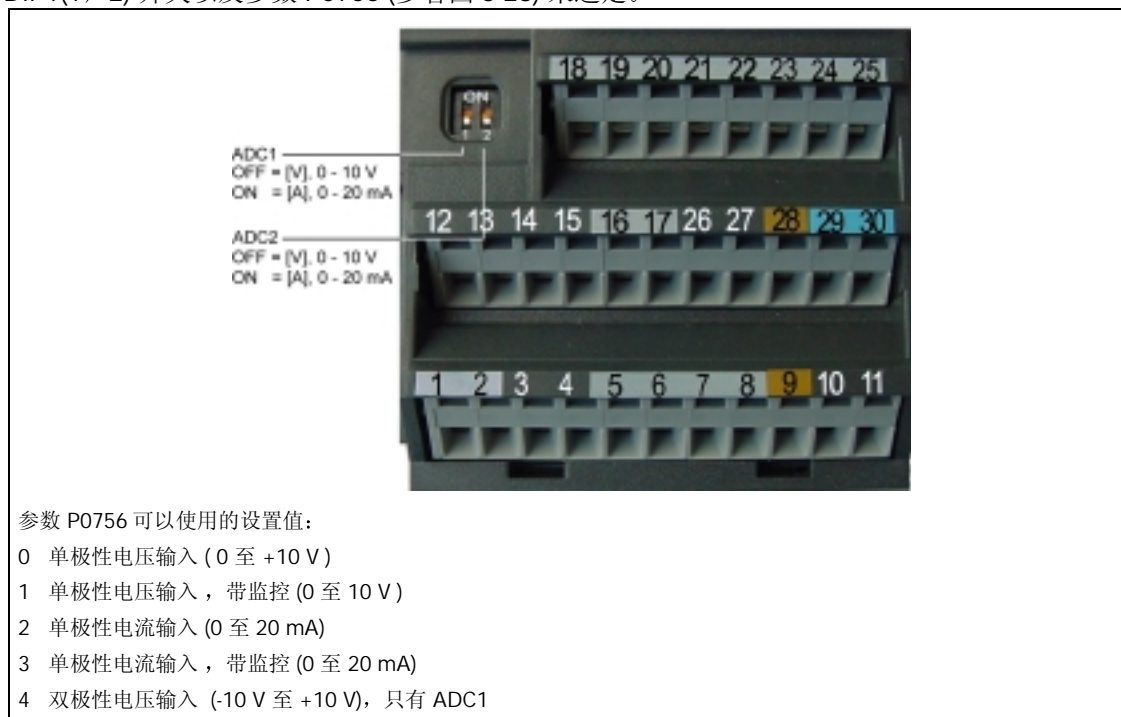 18 19 20 21 22 23 24 25
ON
1 2
ADC1
OFF = [V], 0 - 10 V
ON = [A], 0 - 20 mA
12 13 14 15 16 17 26 27 28 29 30
ADC2
OFF = [V], 0 - 10 V
ON = [A], 0 - 20 mA
1 2 3 4 5 6 7 8 9 10 11
参数 P0756 可以使用的设置值：
0 单极性电压输入 ( 0 至 +10 V )
1 单极性电压输入 ，带监控 (0 至 10 V )
2 单极性电流输入 (0 至 20 mA)
3 单极性电流输入 ，带监控 (0 至 20 mA)
4 双极性电压输入 (-10 V 至 +10 V)，只有 ADC1